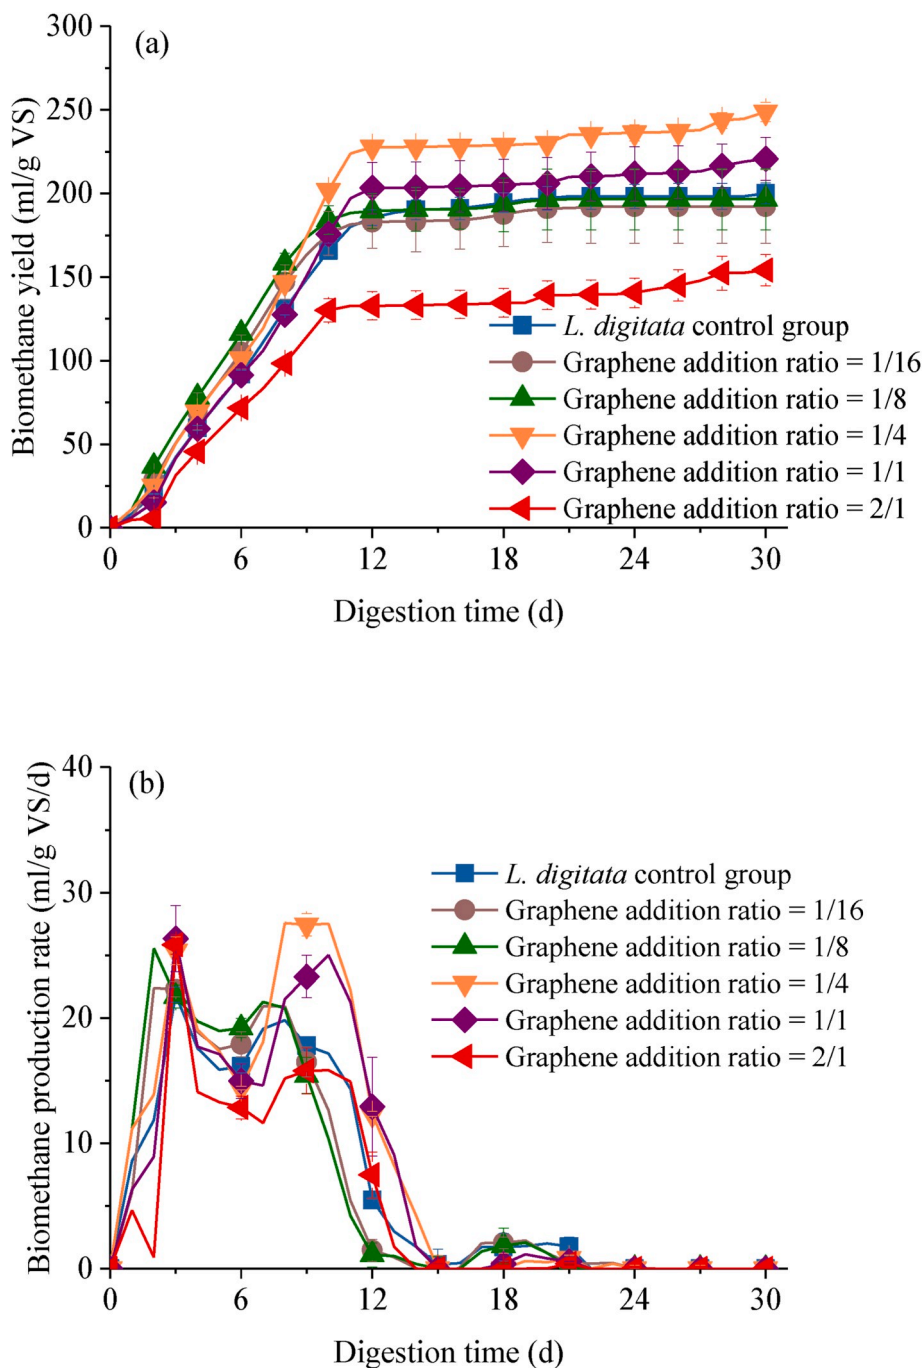 (a)
300
250
200
150
100
50
0
Biomethane yield (ml/g VS)
L. digitata control group
Graphene addition ratio = 1/16
Graphene addition ratio = 1/8
Graphene addition ratio = 1/4
Graphene addition ratio = 1/1
Graphene addition ratio = 2/1
0 6 12 18 24 30
Digestion time (d)
(b)
40
30
20
10
0
Biomethane production rate (ml/g VS/d)
L. digitata control group
Graphene addition ratio = 1/16
Graphene addition ratio = 1/8
Graphene addition ratio = 1/4
Graphene addition ratio = 1/1
Graphene addition ratio = 2/1
0 6 12 18 24 30
Digestion time (d)